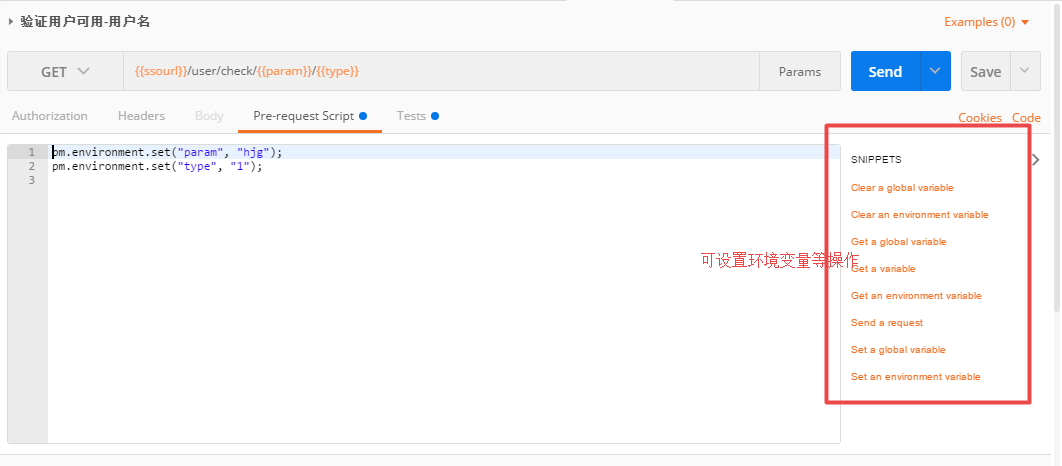 验证用户可用-用户名
Examples (0)
GET
{{ssourl}}/user/check/{{param}}/{{type}}
Params
Send
Save
Authorization
Headers
Body
Pre-request Script
Tests
Cookies
Code
1 pm.environment.set("param", "hjg");
2 pm.environment.set("type", "1");
3
SNIPPETS
Clear a global variable
Clear an environment variable
Get a global variable
可设置环境变量等操作
Get a variable
Get an environment variable
Send a request
Set a global variable
Set an environment variable